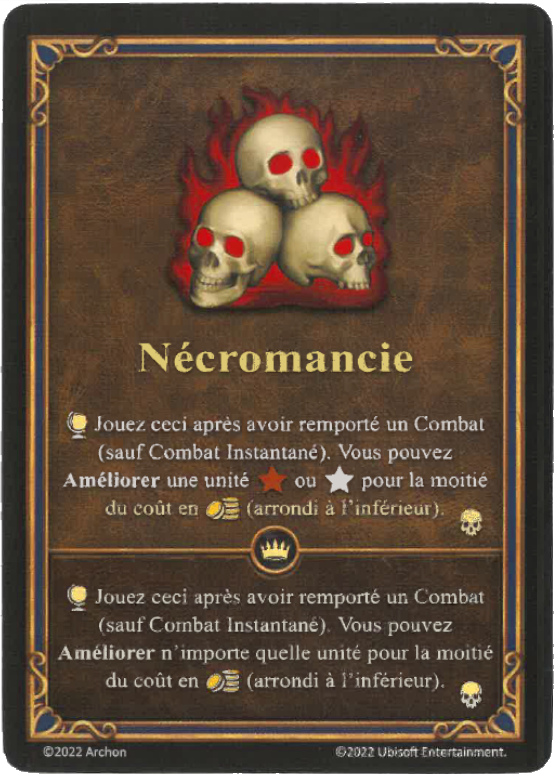 Nécromancie
Jouez ceci après avoir remporté un Combat
(sauf Combat Instantané). Vous pouvez
Améliorer une unité ou pour la moitié
du coût en (arrondi à l'inférieur).
Jouez ceci après avoir remporté un Combat
(sauf Combat Instantané). Vous pouvez
Améliorer n'importe quelle unité pour la moitié
du coût en (arrondi à l'inférieur).
©2022 Archon ©2022 Ubisoft Entertainment.